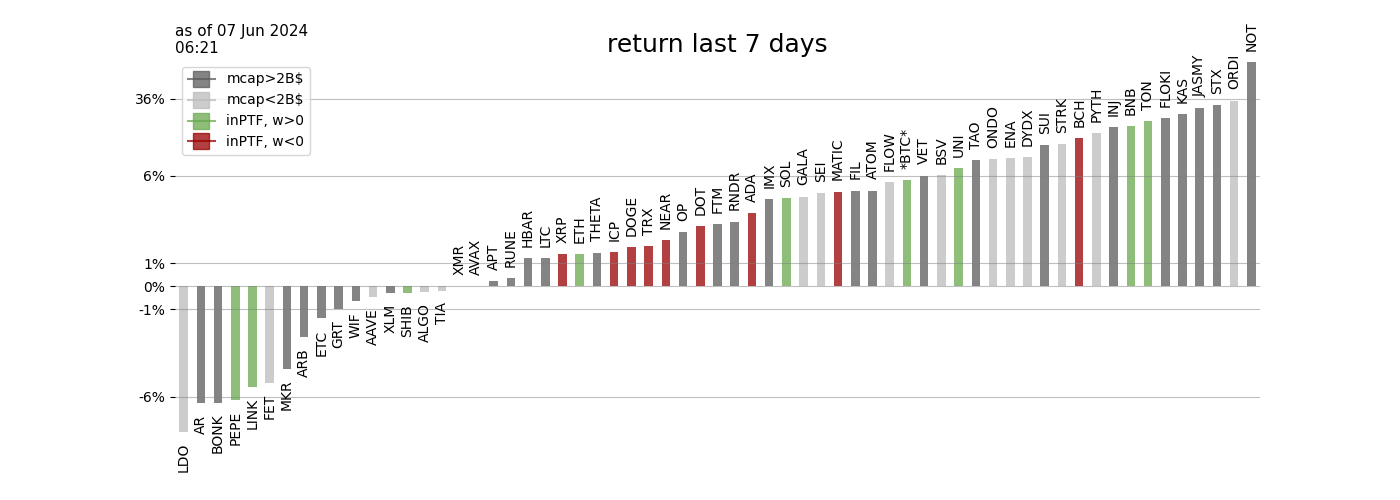 as of 07 Jun 2024
06:21
return last 7 days
mcap>2B$
mcap<2B$
inPTF, w>0
inPTF, w<0
36%
6%
1%
0%
-1%
-6%
LDO
AR
BONK
PEPE
LINK
FET
MKR
ARB
ETC
GRT
WIF
AAVE
XLM
SHIB
ALGO
TIA
XMR
AVAX
APT
RUNE
HBAR
LTC
XRP
ETH
THETA
ICP
DOGE
TRX
NEAR
OP
DOT
FTM
RNDR
ADA
IMX
SOL
GALA
SEI
MATIC
FIL
ATOM
FLOW
*BTC*
VET
BSV
UNI
TAO
ONDO
ENA
DYDX
SUI
STRK
BCH
PYTH
INJ
BNB
TON
FLOKI
KAS
JASMY
STX
ORDI
NOT